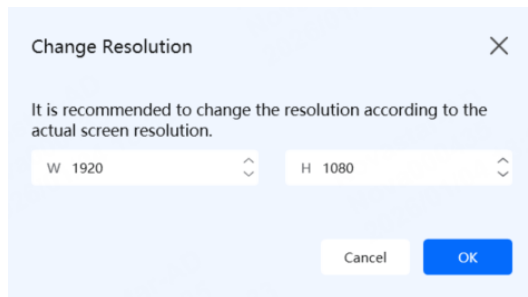 Change Resolution
It is recommended to change the resolution according to the
actual screen resolution.
W 1920 H 1080
Cancel OK